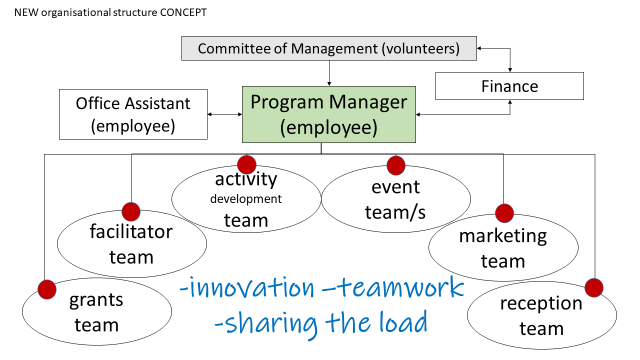 NEW organisational structure CONCEPT
Committee of Management (volunteers)
Finance
Office Assistant
(employee)
Program Manager
(employee)
activity
development
team
event
team/s
facilitator
team
marketing
team
grants
team
reception
team
-innovation –teamwork
-sharing the load